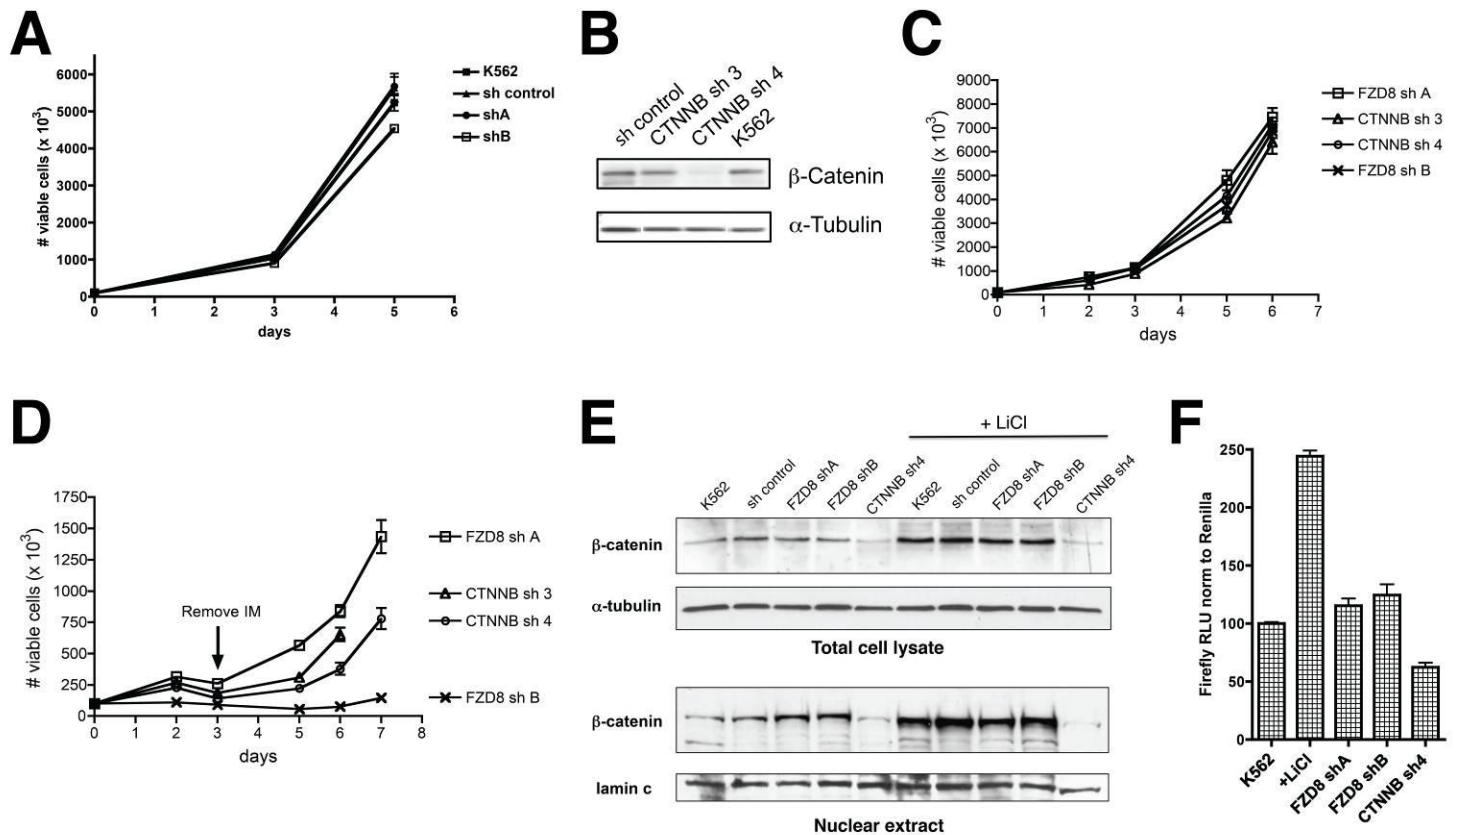 A
# viable cells (x 10³)
6000
5000
4000
3000
2000
1000
0
0 1 2 3 4 5 6
days
K562
sh control
shA
shB
B
sh control
CTNNB sh 3
CTNNB sh 4
K562
β-Catenin
α-Tubulin
C
# viable cells (x 10³)
9000
8000
7000
6000
5000
4000
3000
2000
1000
0
0 1 2 3 4 5 6 7
days
FZD8 sh A
CTNNB sh 3
CTNNB sh 4
FZD8 sh B
D
# viable cells (x 10³)
1750
1500
1250
1000
750
500
250
0
0 1 2 3 4 5 6 7 8
days
Remove IM
FZD8 sh A
CTNNB sh 3
CTNNB sh 4
FZD8 sh B
E
+ LiCl
K562
sh control
FZD8 shA
FZD8 shB
CTNNB sh4
K562
sh control
FZD8 shA
FZD8 shB
CTNNB sh4
β-catenin
α-tubulin
Total cell lysate
β-catenin
lamin c
Nuclear extract
F
Firefly RLU norm to Renilla
250
200
150
100
50
0
K562
+LiCl
FZD8 shA
FZD8 shB
CTNNB sh4